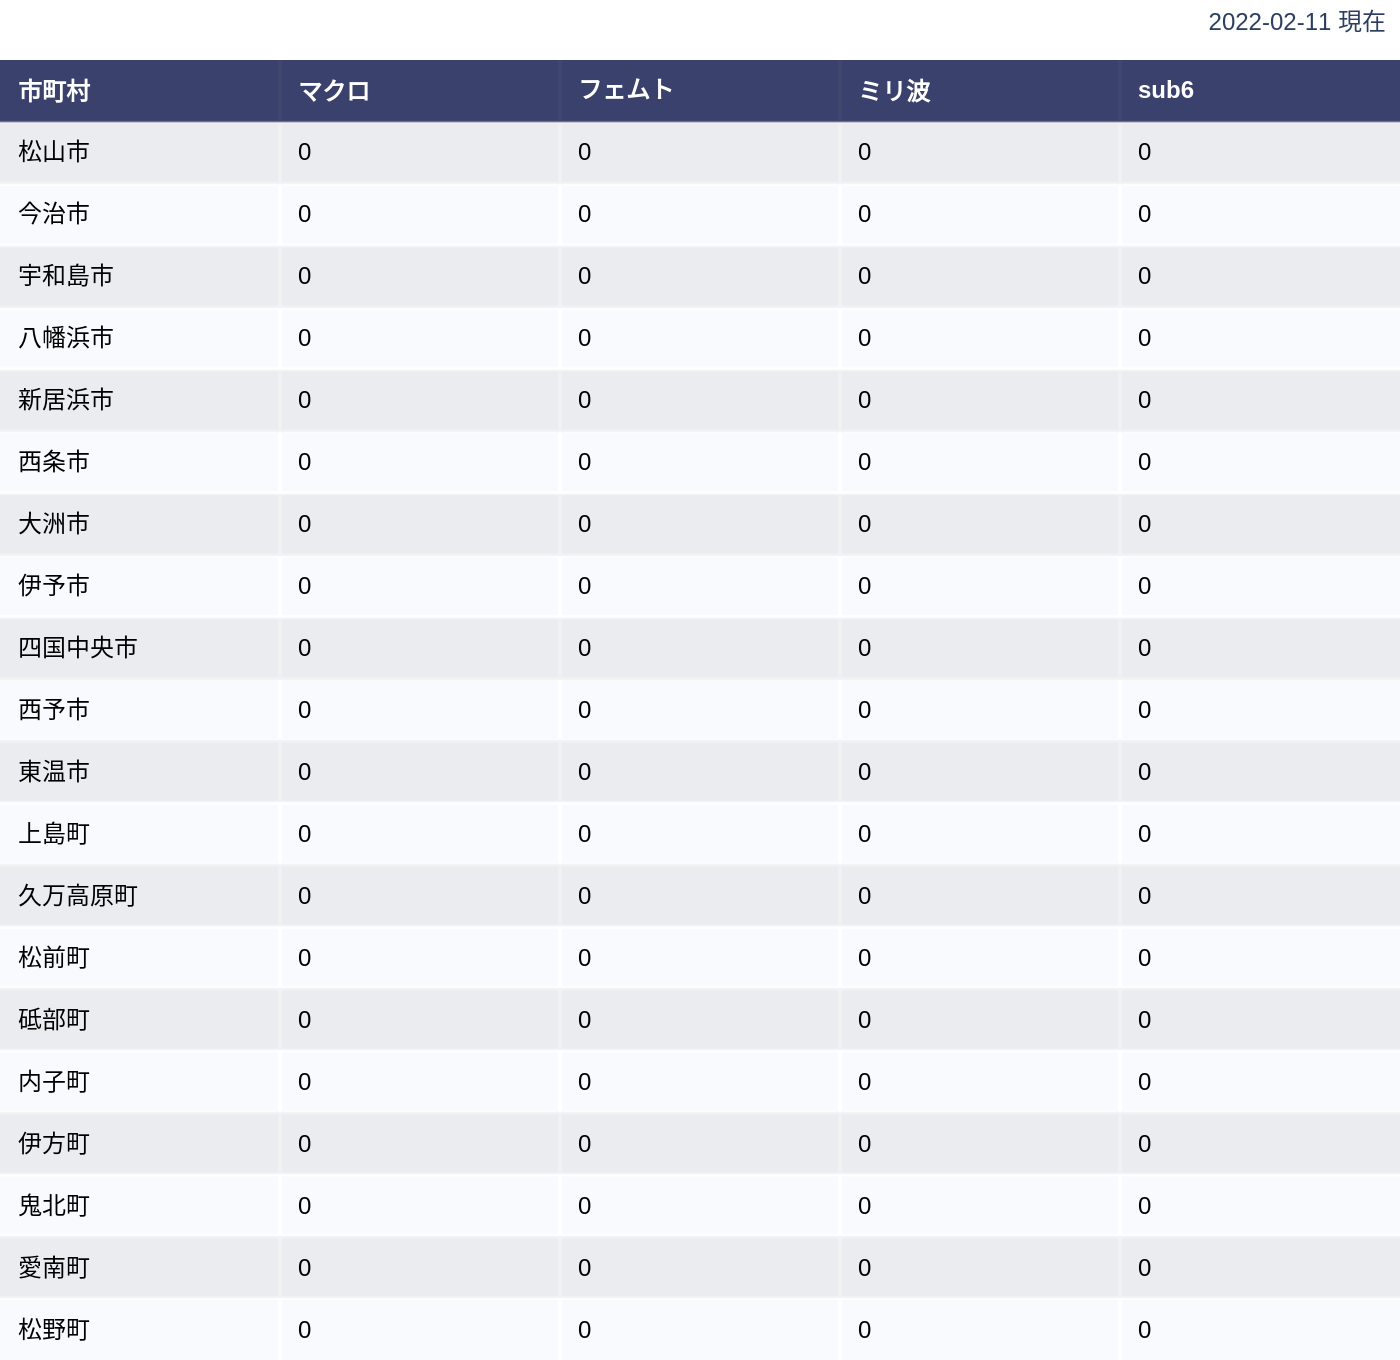 2022-02-11 現在
市町村 マクロ フェムト ミリ波 sub6
松山市 0 0 0 0
今治市 0 0 0 0
宇和島市 0 0 0 0
八幡浜市 0 0 0 0
新居浜市 0 0 0 0
西条市 0 0 0 0
大洲市 0 0 0 0
伊予市 0 0 0 0
四国中央市 0 0 0 0
西予市 0 0 0 0
東温市 0 0 0 0
上島町 0 0 0 0
久万高原町 0 0 0 0
松前町 0 0 0 0
砥部町 0 0 0 0
内子町 0 0 0 0
伊方町 0 0 0 0
鬼北町 0 0 0 0
愛南町 0 0 0 0
松野町 0 0 0 0